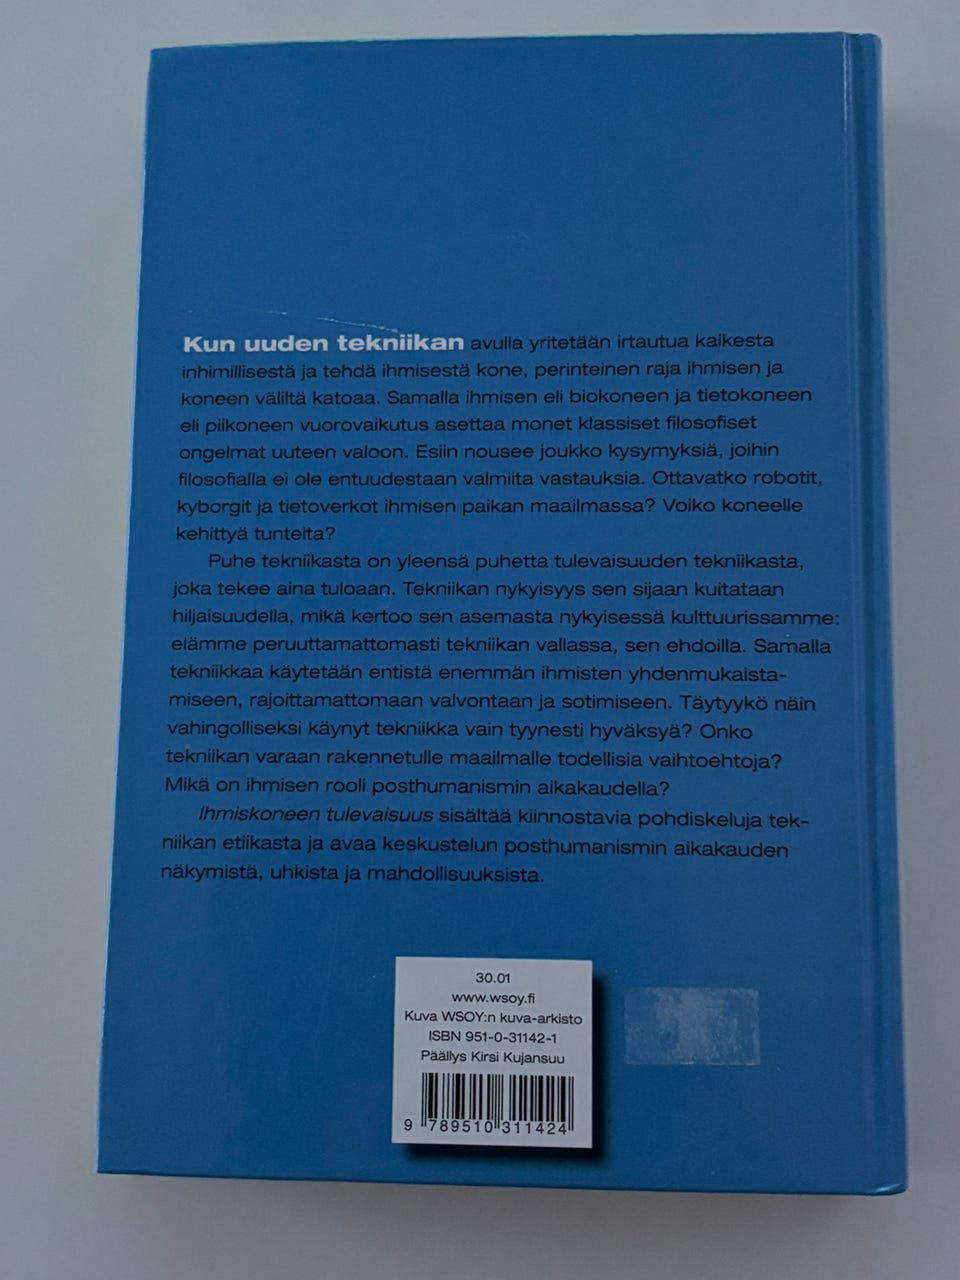 Kun uuden tekniikan avulla yritetään irtautua kaikesta
inhimillisestä ja tehdä ihmisestä kone, perinteinen raja ihmisen ja
koneen väliltä katoaa. Samalla ihmisen eli biokoneen ja tietokoneen
eli piikoneen vuorovaikutus asettaa monet klassiset filosofiset
ongelmat uuteen valoon. Esiin nousee joukko kysymyksiä, joihin
filosofialla ei ole entuudestaan valmiita vastauksia. Ottavatko robotit,
kyborgit ja tietoverkot ihmisen paikan maailmassa? Voiko koneelle
kehittyä tunteita?
Puhe tekniikasta on yleensä puhetta tulevaisuuden tekniikasta,
joka tekee aina tuloaan. Tekniikan nykyisyys sen sijaan kuitataan
hiljaisuudella, mikä kertoo sen asemasta nykyisessä kulttuurissamme:
elämme peruuttamattomasti tekniikan vallassa, sen ehdoilla. Samalla
tekniikkaa käytetään entistä enemmän ihmisten yhdenmukaista-
miseen, rajoittamattomaan valvontaan ja sotimiseen. Täytyykö näin
vahingolliseksi käynyt tekniikka vain tyynesti hyväksyä? Onko
tekniikan varaan rakennetulle maailmalle todellisia vaihtoehtoja?
Mikä on ihmisen rooli posthumanismin aikakaudella?
Ihmiskoneen tulevaisuus sisältää kiinnostavia pohdiskeluja tek-
niikan etiikasta ja avaa keskustelun posthumanismin aikakauden
näkymistä, uhkista ja mahdollisuuksista.
30.01
www.wsoy.fi
Kuva WSOY:n kuva-arkisto
ISBN 951-0-31142-1
Päällys Kirsi Kujansuu
9 789510 311424